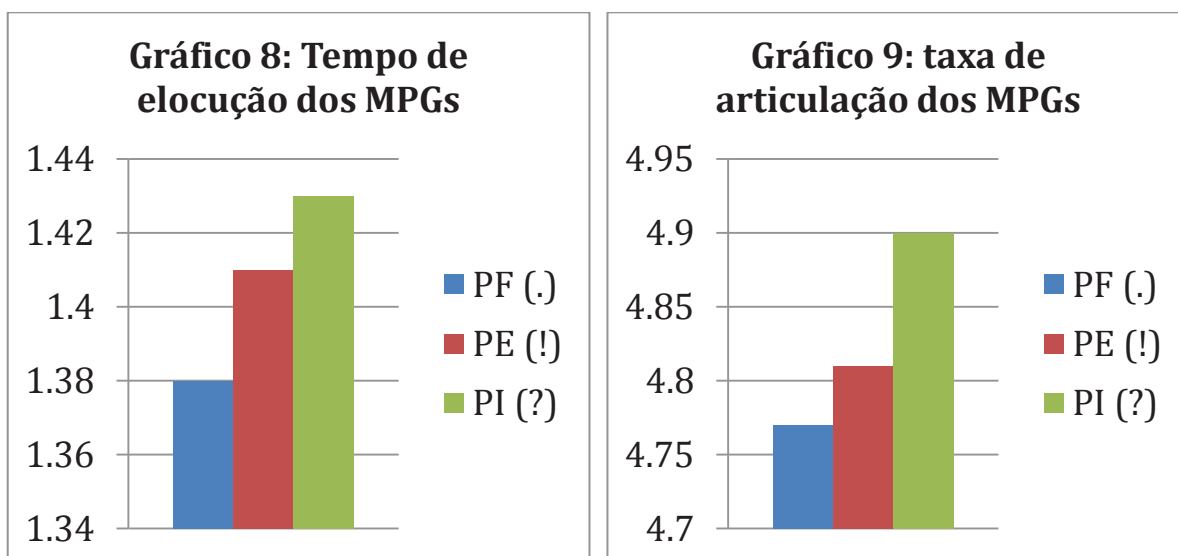 Gráfico 8: Tempo de
elocução dos MPGs
1.44
1.42
1.4
1.38
1.36
1.34
PF (.)
PE (!)
PI (?)
Gráfico 9: taxa de
articulação dos MPGs
4.95
4.9
4.85
4.8
4.75
4.7
PF (.)
PE (!)
PI (?)